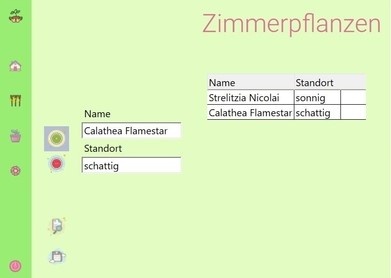 Zimmerpflanzen
Name Standort
Strelitzia Nicolai sonnig
Calathea Flamestar schattig
Name
Calathea Flamestar
Standort
schattig